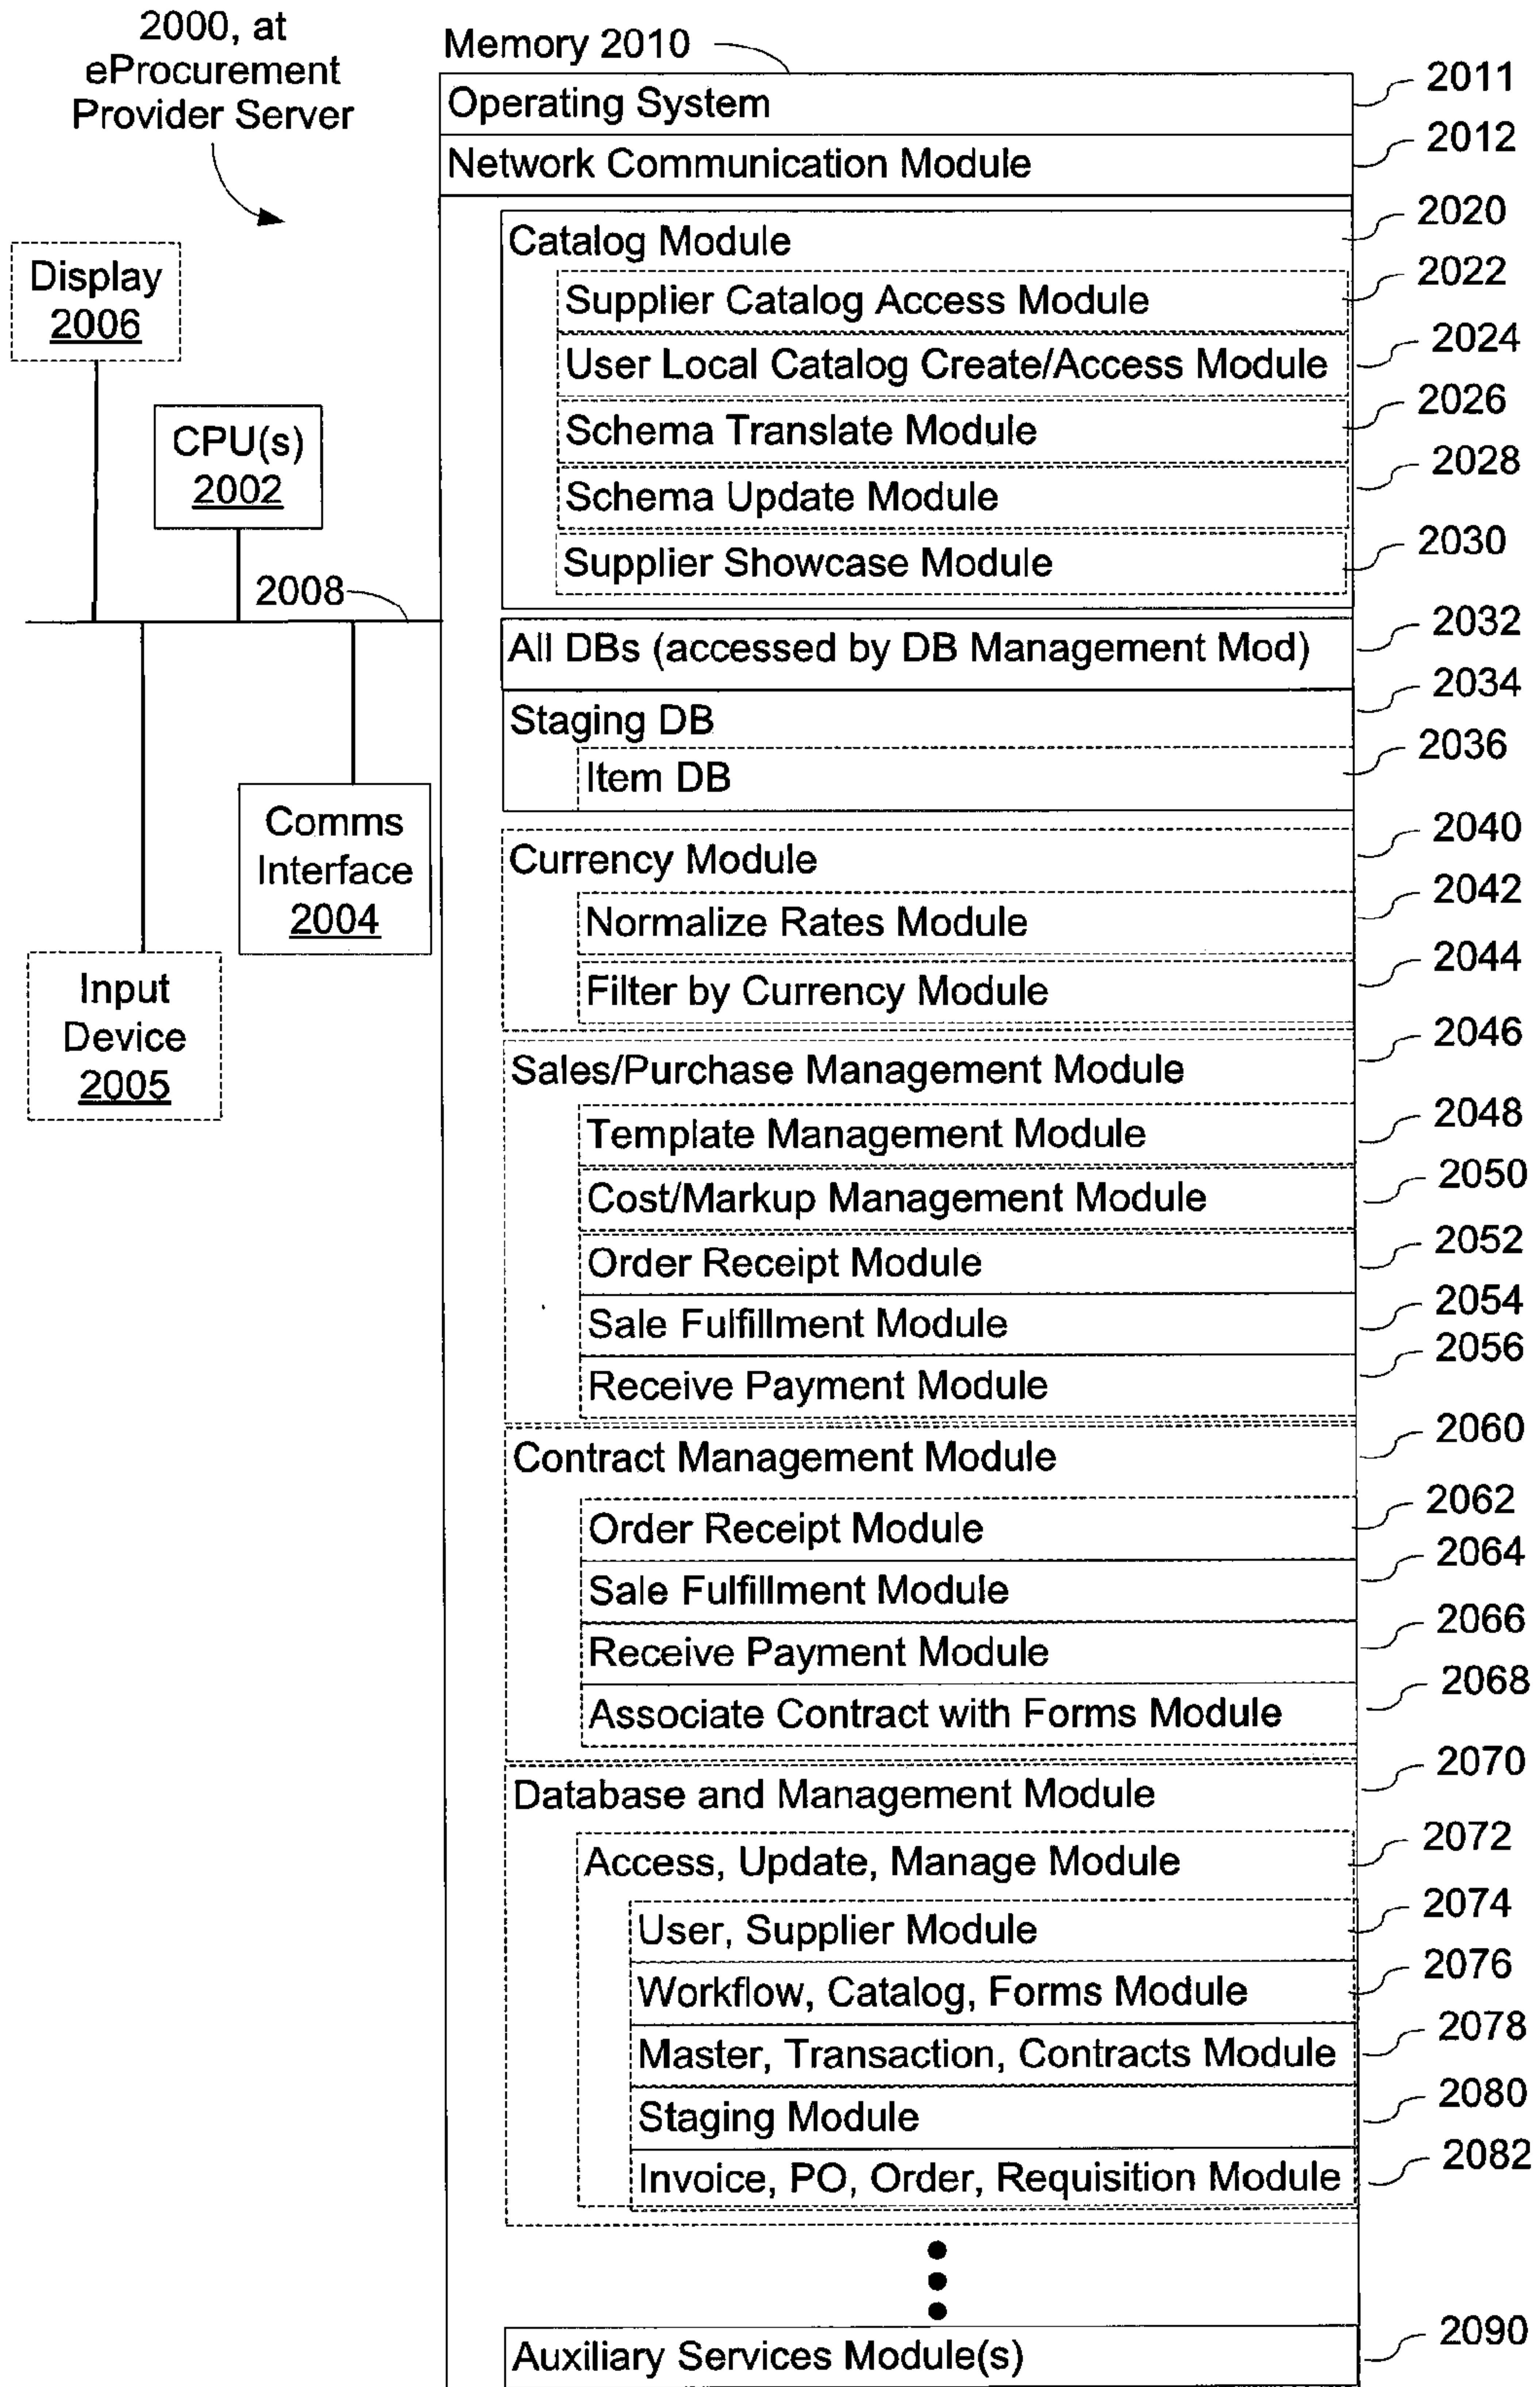 2000, at
eProcurement
Provider Server
Memory 2010
Operating System
2011
Network Communication Module
2012
Catalog Module
2020
Supplier Catalog Access Module
2022
User Local Catalog Create/Access Module
2024
Schema Translate Module
2026
Schema Update Module
2028
Supplier Showcase Module
2030
Display
2006
CPU(s)
2002
2008
Comms
Interface
2004
Input
Device
2005
All DBs (accessed by DB Management Mod)
2032
Staging DB
2034
Item DB
2036
Currency Module
2040
Normalize Rates Module
2042
Filter by Currency Module
2044
Sales/Purchase Management Module
2046
Template Management Module
2048
Cost/Markup Management Module
2050
Order Receipt Module
2052
Sale Fulfillment Module
2054
Receive Payment Module
2056
Contract Management Module
2060
Order Receipt Module
2062
Sale Fulfillment Module
2064
Receive Payment Module
2066
Associate Contract with Forms Module
2068
Database and Management Module
2070
Access, Update, Manage Module
2072
User, Supplier Module
2074
Workflow, Catalog, Forms Module
2076
Master, Transaction, Contracts Module
2078
Staging Module
2080
Invoice, PO, Order, Requisition Module
2082
Auxiliary Services Module(s)
2090